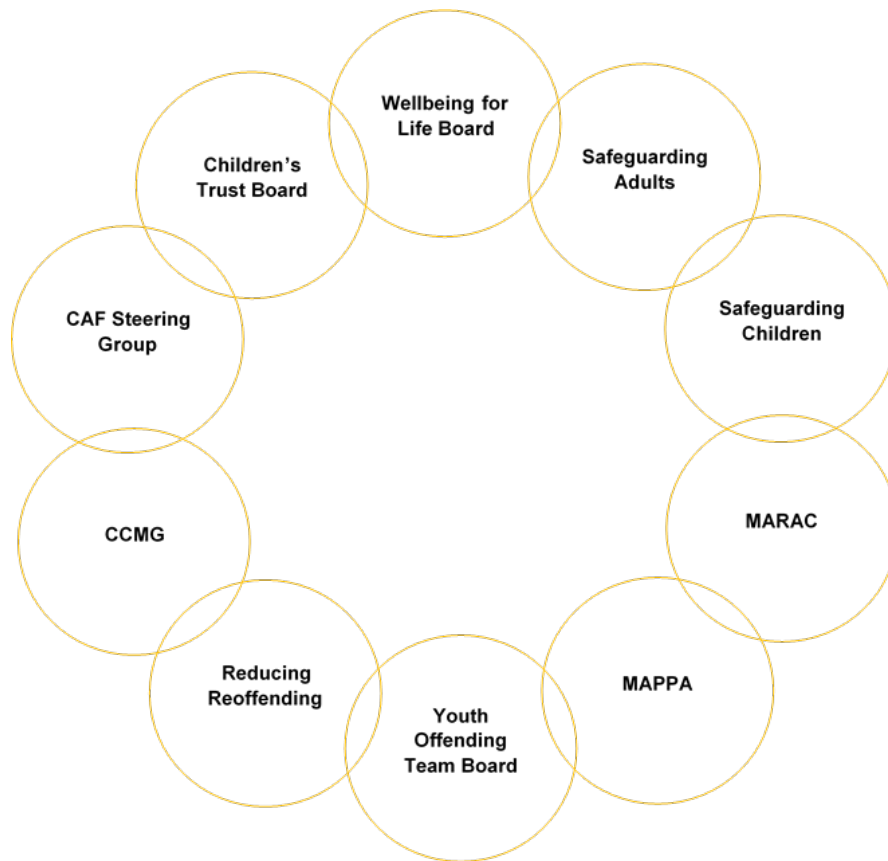 Wellbeing for
Life Board
Safeguarding
Adults
Safeguarding
Children
MARAC
MAPPA
Youth
Offending
Team Board
Reducing
Reoffending
CCMG
CAF Steering
Group
Children's
Trust Board